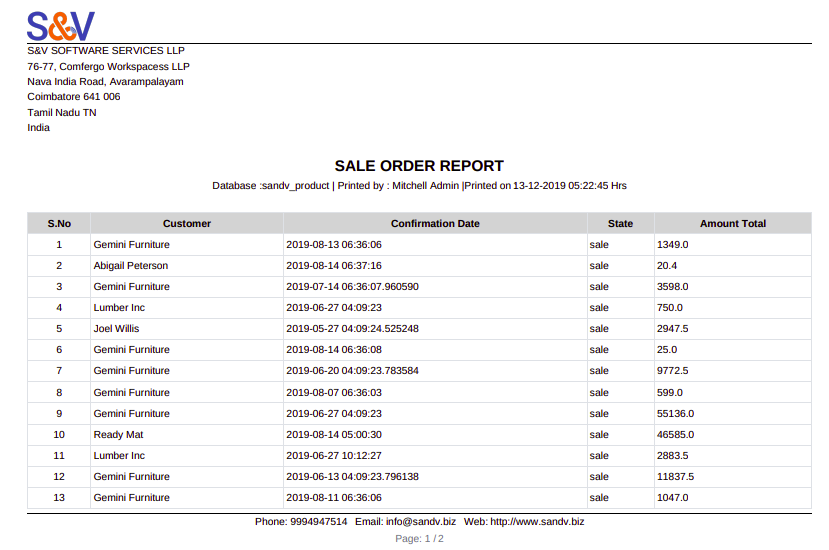 S&V
S&V SOFTWARE SERVICES LLP
76-77, Comfergo Workspacess LLP
Nava India Road, Avarampalayam
Coimbatore 641 006
Tamil Nadu TN
India
SALE ORDER REPORT
Database :sandv_product | Printed by : Mitchell Admin |Printed on 13-12-2019 05:22:45 Hrs
S.No Customer Confirmation Date State Amount Total
1 Gemini Furniture 2019-08-13 06:36:06 sale 1349.0
2 Abigail Peterson 2019-08-14 06:37:16 sale 20.4
3 Gemini Furniture 2019-07-14 06:36:07.960590 sale 3598.0
4 Lumber Inc 2019-06-27 04:09:23 sale 750.0
5 Joel Willis 2019-05-27 04:09:24.525248 sale 2947.5
6 Gemini Furniture 2019-08-14 06:36:08 sale 25.0
7 Gemini Furniture 2019-06-20 04:09:23.783584 sale 9772.5
8 Gemini Furniture 2019-08-07 06:36:03 sale 599.0
9 Gemini Furniture 2019-06-27 04:09:23 sale 55136.0
10 Ready Mat 2019-08-14 05:00:30 sale 46585.0
11 Lumber Inc 2019-06-27 10:12:27 sale 2883.5
12 Gemini Furniture 2019-06-13 04:09:23.796138 sale 11837.5
13 Gemini Furniture 2019-08-11 06:36:06 sale 1047.0
Phone: 9994947514 Email: info@sandv.biz Web: http://www.sandv.biz
Page: 1 / 2